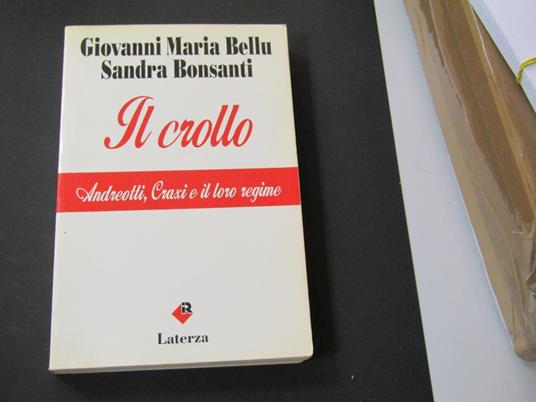 Giovanni Maria Bellu
Sandra Bonsanti
Il crollo
Andreotti, Craxi e il loro regime
Laterza